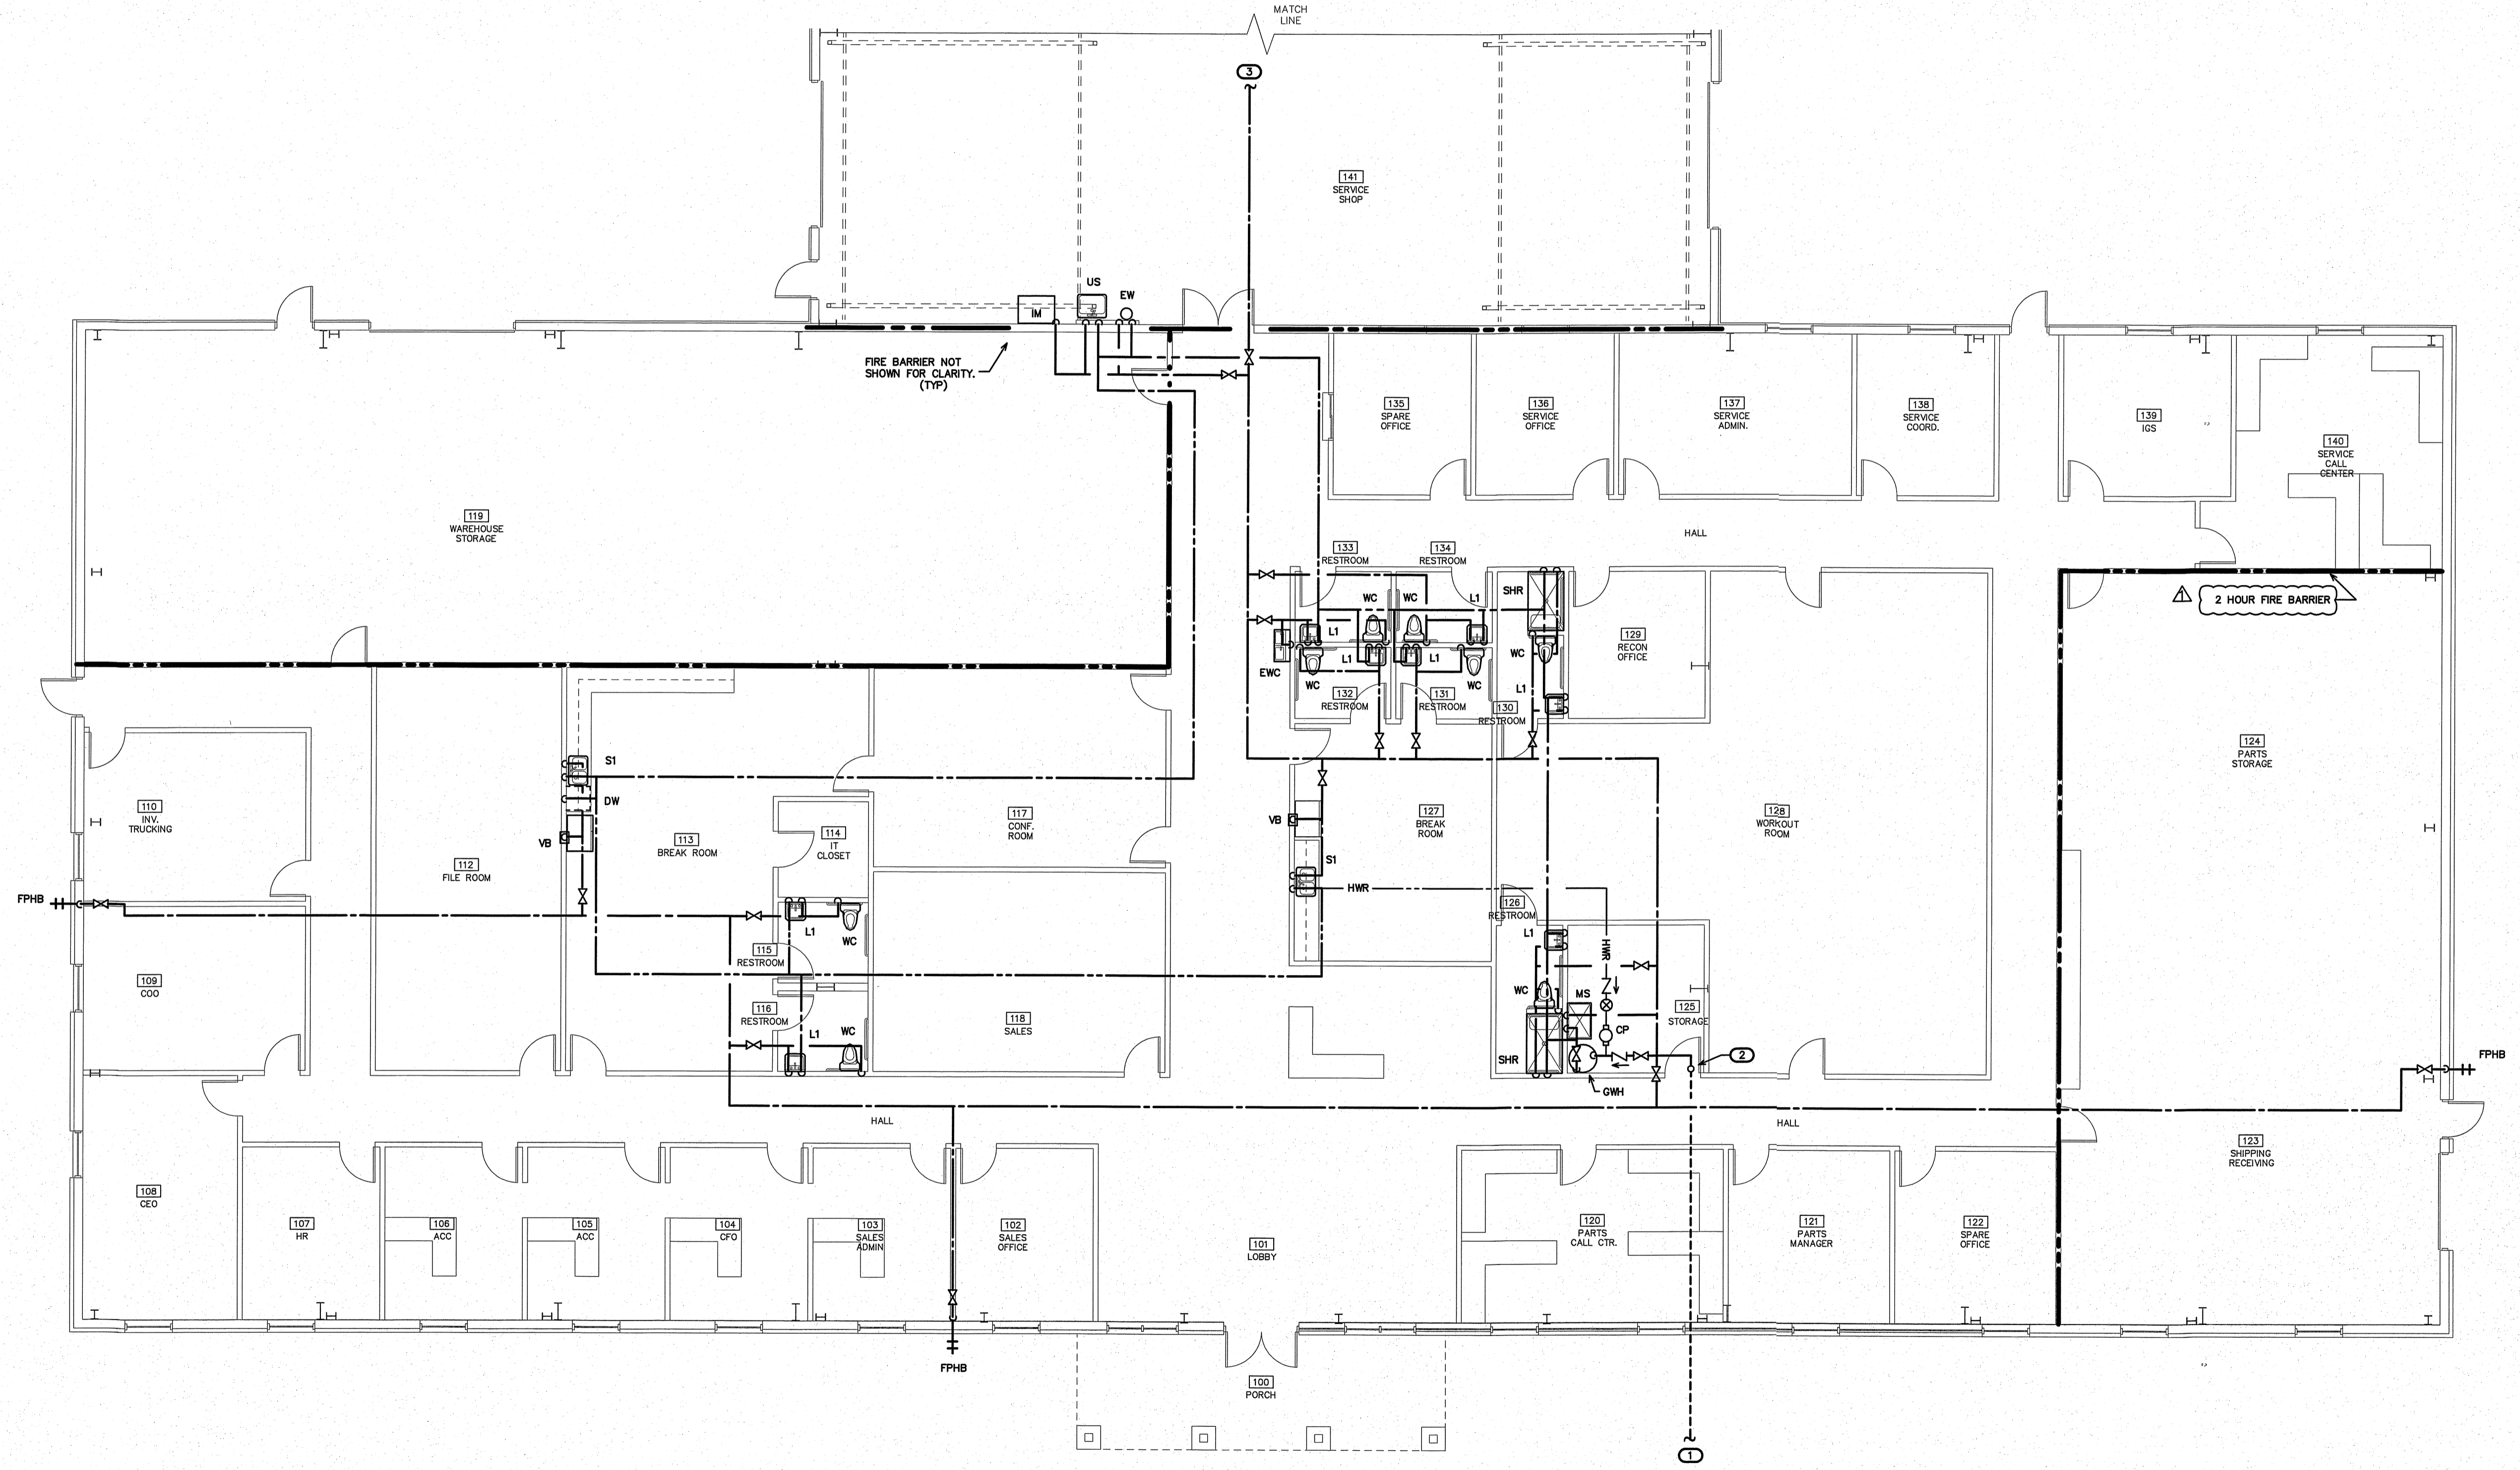 MATCH
LINE
3
141
SERVICE
SHOP
US
EW
IM
FIRE BARRIER NOT
SHOWN FOR CLARITY.
(TYP)
135
SPARE
OFFICE
136
SERVICE
OFFICE
137
SERVICE
ADMIN.
138
SERVICE
COORD.
139
IGS
140
SERVICE
CALL
CENTER
119
WAREHOUSE
STORAGE
HALL
133
RESTROOM
134
RESTROOM
SHR
WC
WC
L1
L1
1
2 HOUR FIRE BARRIER
129
RECON
OFFICE
EWC
L1
L1
WC
WC
WC
132
RESTROOM
131
RESTROOM
L1
130
RESTROOM
124
PARTS
STORAGE
S1
DW
VB
110
INV.
TRUCKING
113
BREAK ROOM
114
IT
CLOSET
117
CONF.
ROOM
VB
127
BREAK
ROOM
128
WORKOUT
ROOM
112
FILE ROOM
S1
HWR
FPHB
126
RESTROOM
L1
HWR
L1
WC
115
RESTROOM
109
COO
WC
MS
125
STORAGE
116
RESTROOM
118
SALES
L1
WC
CP
SHR
2
GWH
FPHB
HALL
HALL
123
SHIPPING
RECEIVING
108
CEO
107
HR
106
ACC
105
ACC
104
CFO
103
SALES
ADMIN
102
SALES
OFFICE
101
LOBBY
120
PARTS
CALL CTR.
121
PARTS
MANAGER
122
SPARE
OFFICE
FPHB
100
PORCH
1